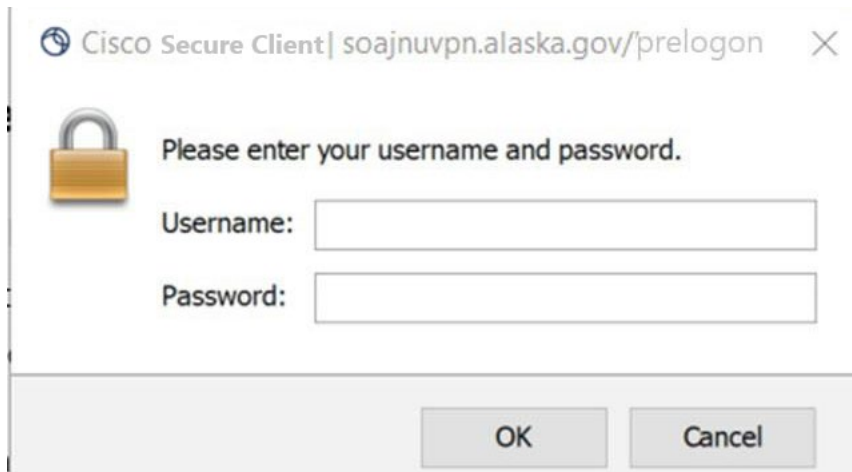 Cisco Secure Client| soajnuvpn.alaska.gov/prelogon
Please enter your username and password.
Username:
Password:
OK Cancel